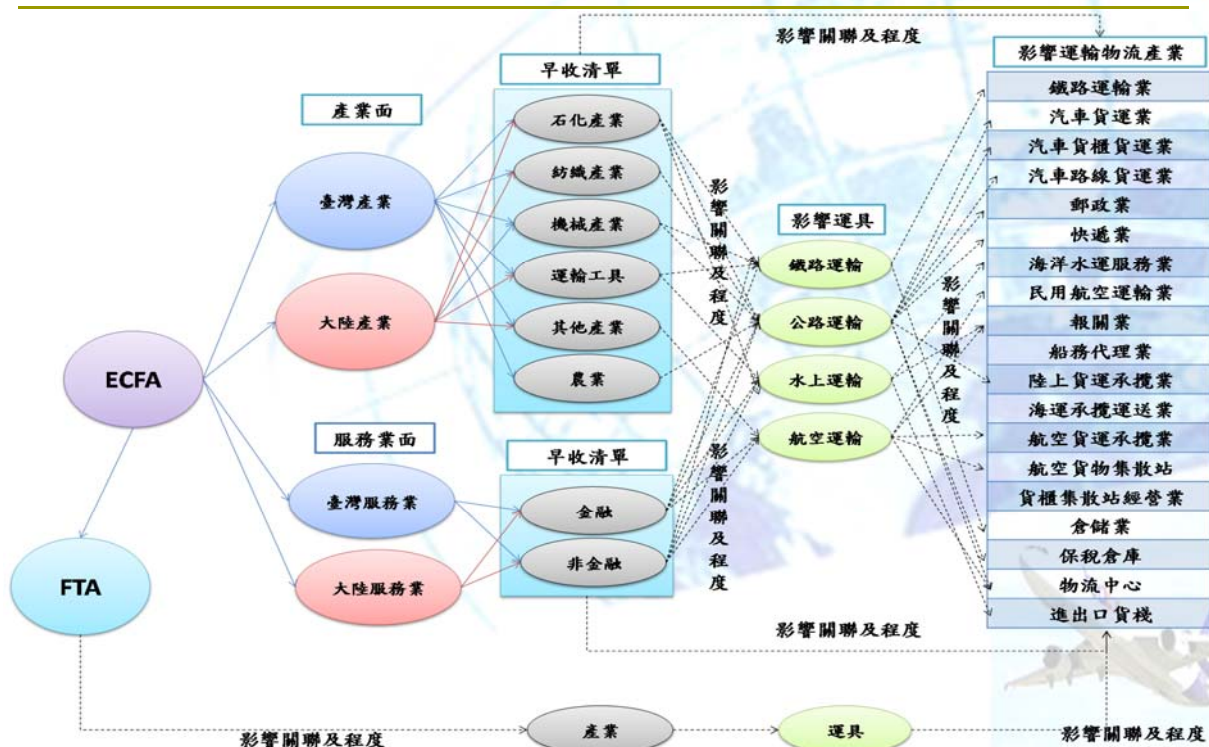 影響關聯及程度
早收清單
影響運輸物流產業
產業面
石化產業
紡織產業
機械產業
運輸工具
其他產業
農業
臺灣產業
大陸產業
ECFA
FTA
服務業面
臺灣服務業
大陸服務業
早收清單
金融
非金融
影響關聯及程度
影響關聯及程度
影響運具
鐵路運輸
公路運輸
水上運輸
航空運輸
影響關聯及程度
鐵路運輸業
汽車貨運業
汽車貨櫃貨運業
汽車路線貨運業
郵政業
快遞業
海洋水運服務業
民用航空運輸業
報關業
船務代理業
陸上貨運承攬業
海運承攬運送業
航空貨運承攬業
航空貨物集散站
貨櫃集散站經營業
倉儲業
保稅倉庫
物流中心
進出口貨棧
影響關聯及程度
影響關聯及程度
產業
運具
影響關聯及程度